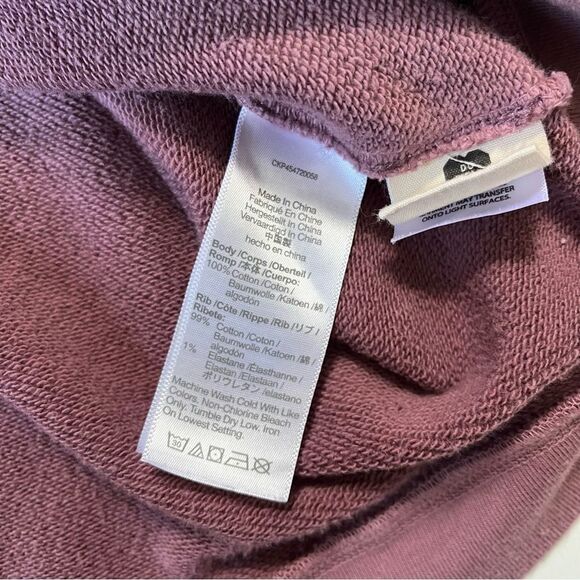 CKP454720058
Made In China
Fabriqué En Chine
Hergestellt In China
Vervaardigd In China
中国製
hecho en china
Body /Corps /Oberteil /
Romp /本体 /Cuerpo:
100% Cotton /Coton /
Baumwolle /Katoen /綿 /
algodón
Rib /Côte /Rippe /Rib /リブ /
Ribete:
99% Cotton /Coton /
Baumwolle /Katoen /綿 /
algodón
1% Elastane /Élasthanne /
Elastan /Elastaan /
ポリウレタン /elastano
Machine Wash Cold With Like
Colors. Non-Chlorine Bleach
Only. Tumble Dry Low. Iron
On Lowest Setting.
30
MAY TRANSFER
ONTO LIGHT SURFACES.